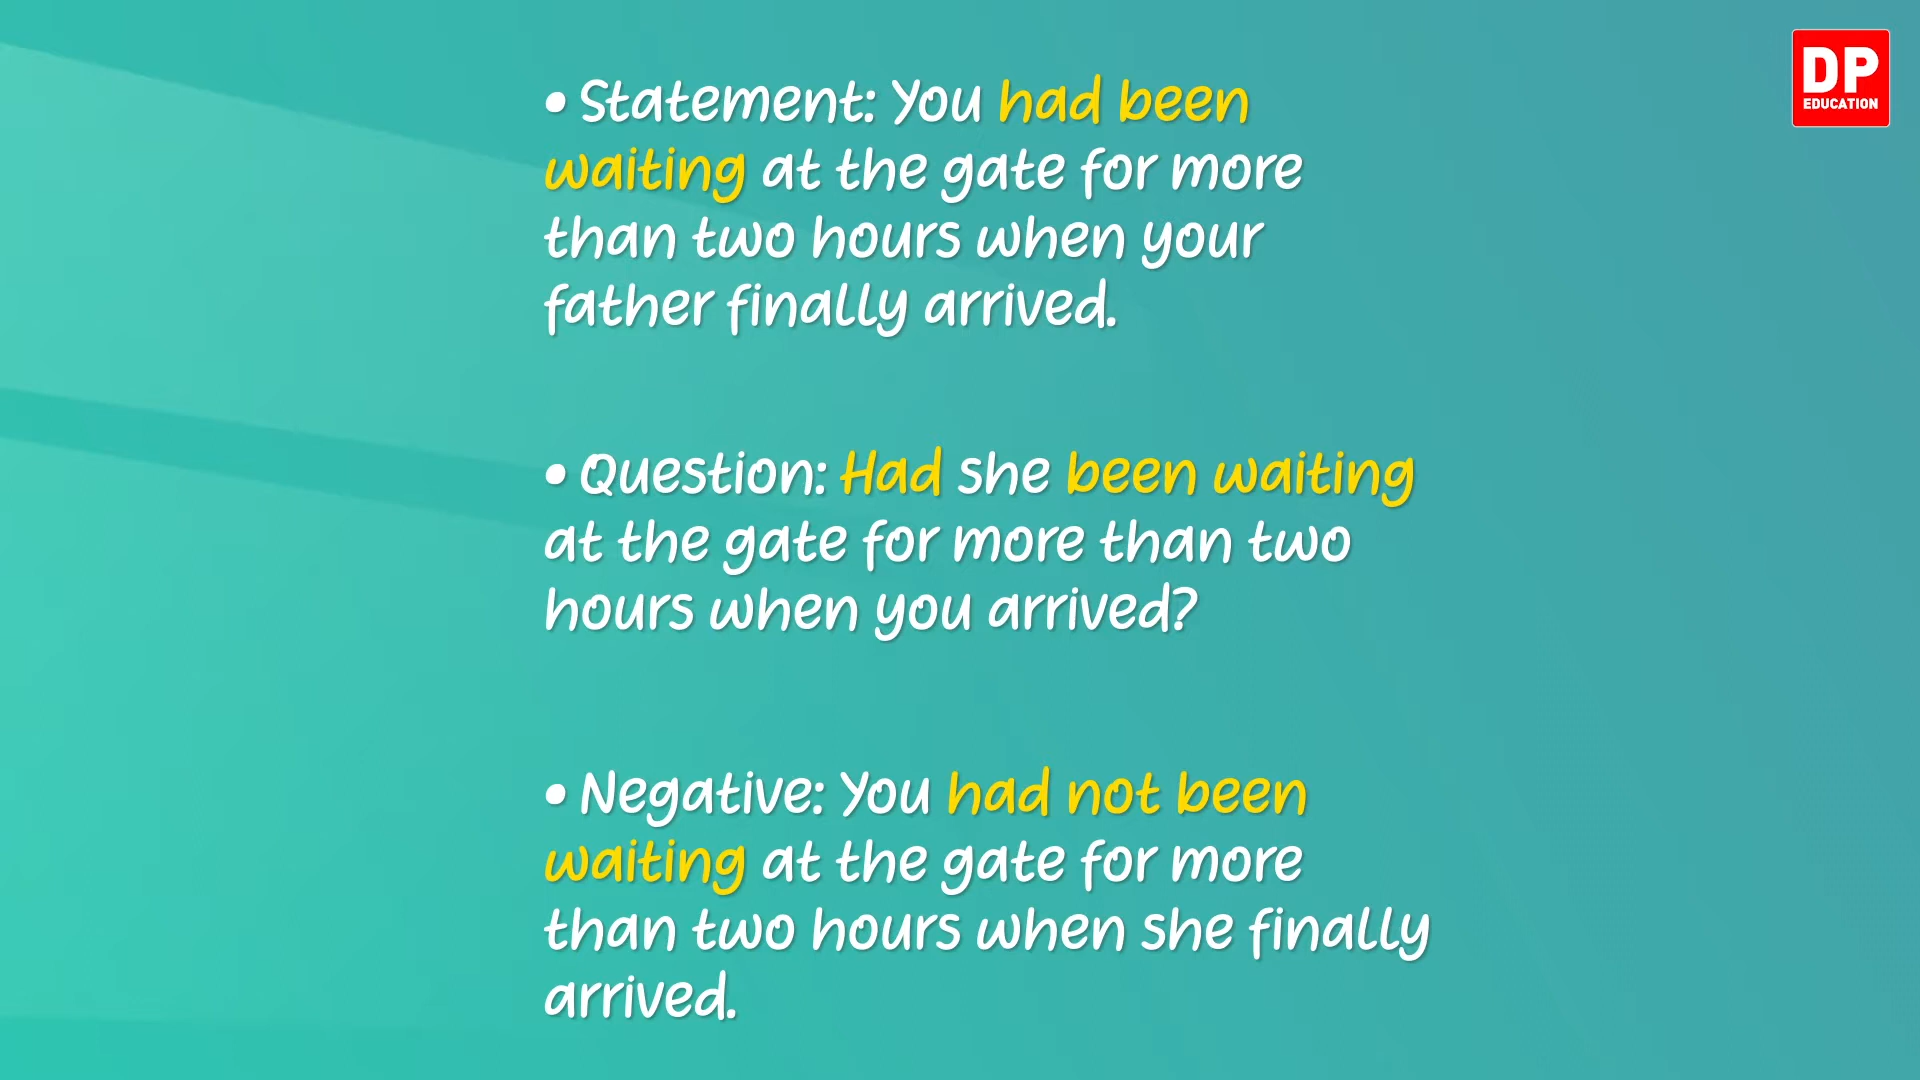 DP
EDUCATION
• Statement: You had been
waiting at the gate for more
than two hours when your
father finally arrived.
• Question: Had she been waiting
at the gate for more than two
hours when you arrived?
• Negative: You had not been
waiting at the gate for more
than two hours when she finally
arrived.